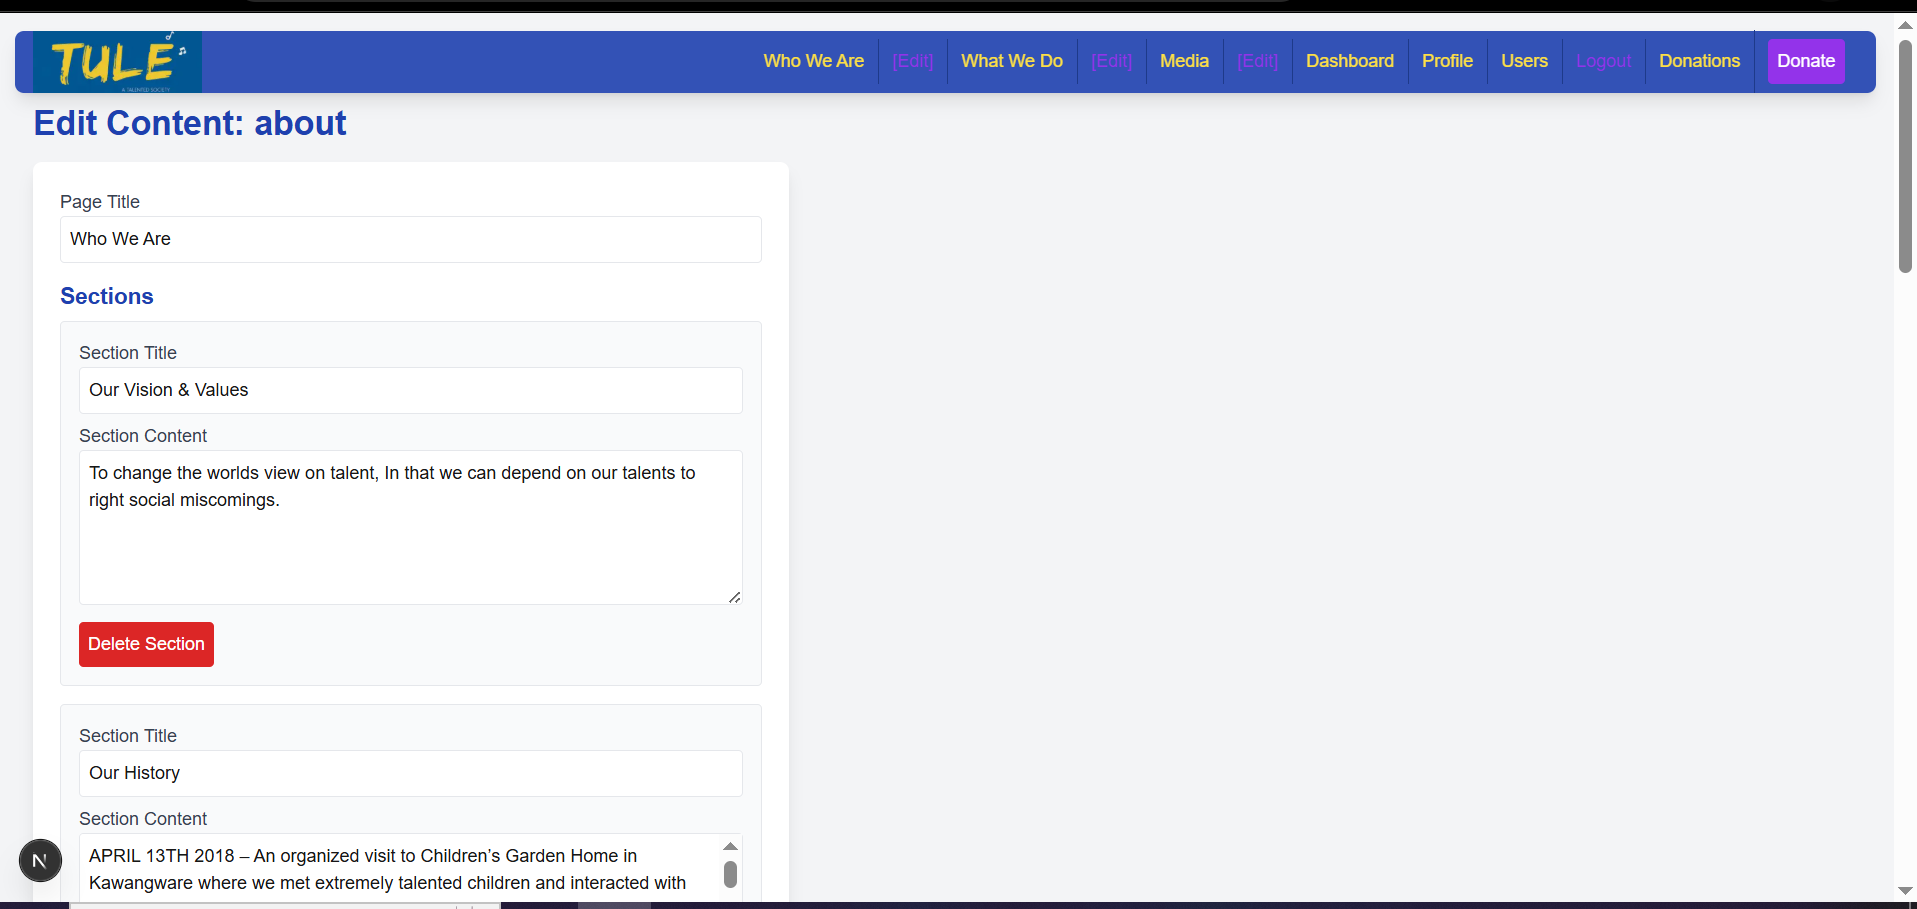 TULE
A TALENTED SOCIETY
Who We Are
[Edit]
What We Do
[Edit]
Media
[Edit]
Dashboard
Profile
Users
Logout
Donations
Donate
Edit Content: about
Page Title
Who We Are
Sections
Section Title
Our Vision & Values
Section Content
To change the worlds view on talent, In that we can depend on our talents to
right social miscomings.
Delete Section
Section Title
Our History
Section Content
APRIL 13TH 2018 – An organized visit to Children’s Garden Home in
Kawangware where we met extremely talented children and interacted with
N